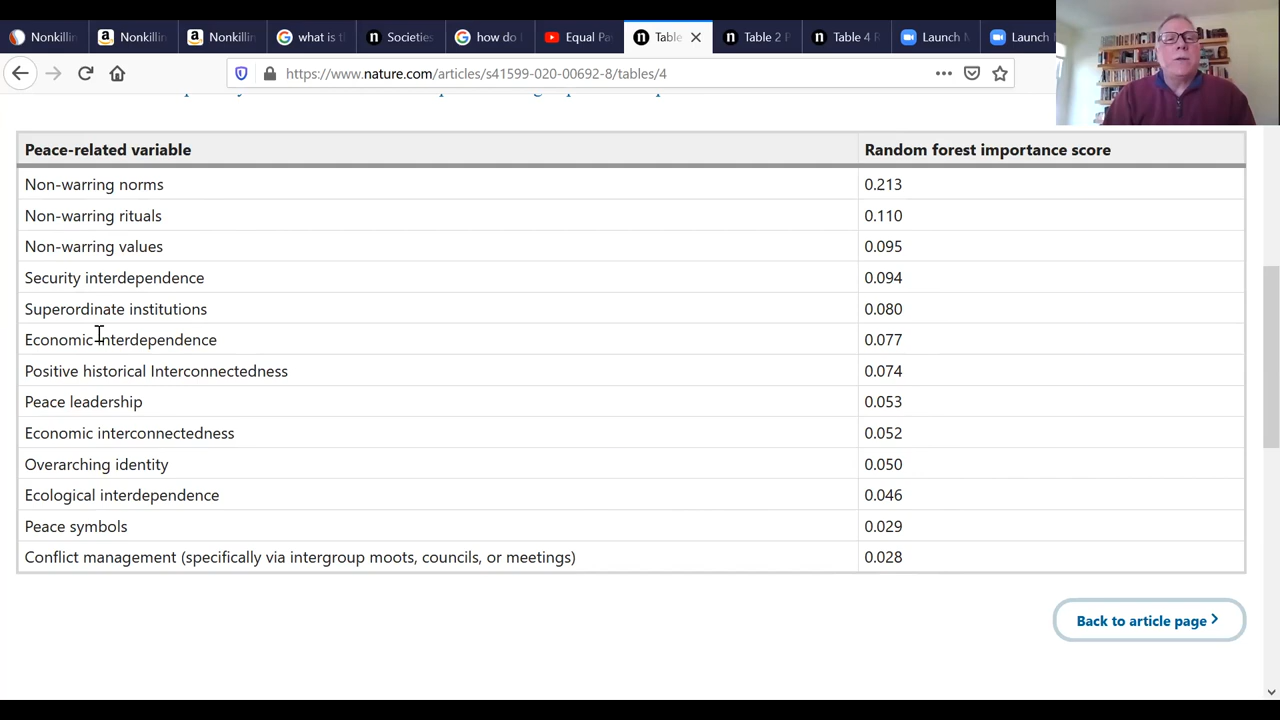 Nonkillin
Nonkillin
Nonkillin
what is t
Societies
how do
Equal Pa
Table
Table 2 P
Table 4 R
Launch M
Launch
https://www.nature.com/articles/s41599-020-00692-8/tables/4
Peace-related variable Random forest importance score
Non-warring norms 0.213
Non-warring rituals 0.110
Non-warring values 0.095
Security interdependence 0.094
Superordinate institutions 0.080
Economic interdependence 0.077
Positive historical Interconnectedness 0.074
Peace leadership 0.053
Economic interconnectedness 0.052
Overarching identity 0.050
Ecological interdependence 0.046
Peace symbols 0.029
Conflict management (specifically via intergroup moots, councils, or meetings) 0.028
Back to article page